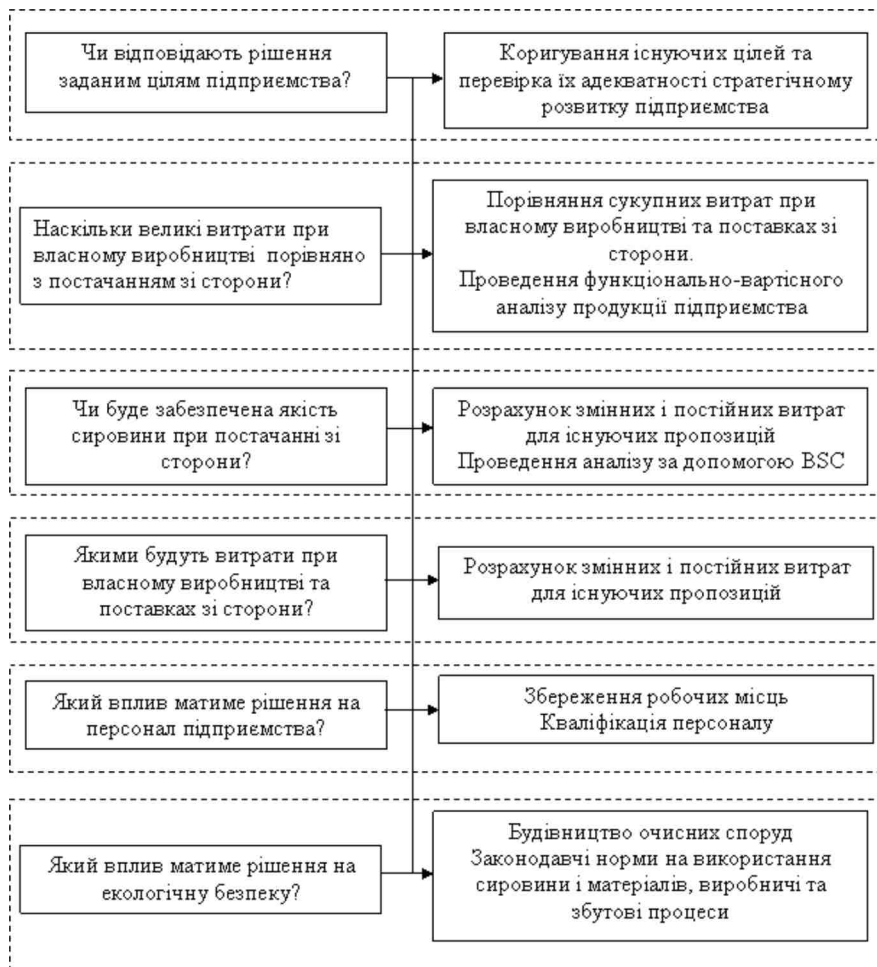 Чи відповідають рішення
заданим цілям підприємства?
Коригування існуючих цілей та
перевірка їх адекватності стратегічному
розвитку підприємства
Наскільки великі витрати при
власному виробництві порівняно
з постачанням зі сторони?
Порівняння сукупних витрат при
власному виробництві та поставках зі
сторони.
Проведення функціонально-вартісного
аналізу продукції підприємства
Чи буде забезпечена якість
сировини при постачанні зі
сторони?
Розрахунок змінних і постійних витрат
для існуючих пропозицій
Проведення аналізу за допомогою BSC
Якими будуть витрати при
власному виробництві та
поставках зі сторони?
Розрахунок змінних і постійних витрат
для існуючих пропозицій
Який вплив матиме рішення на
персонал підприємства?
Збереження робочих місць
Кваліфікація персоналу
Який вплив матиме рішення на
екологічну безпеку?
Будівництво очисних споруд
Законодавчі норми на використання
сировини і матеріалів, виробничі та
збутові процеси